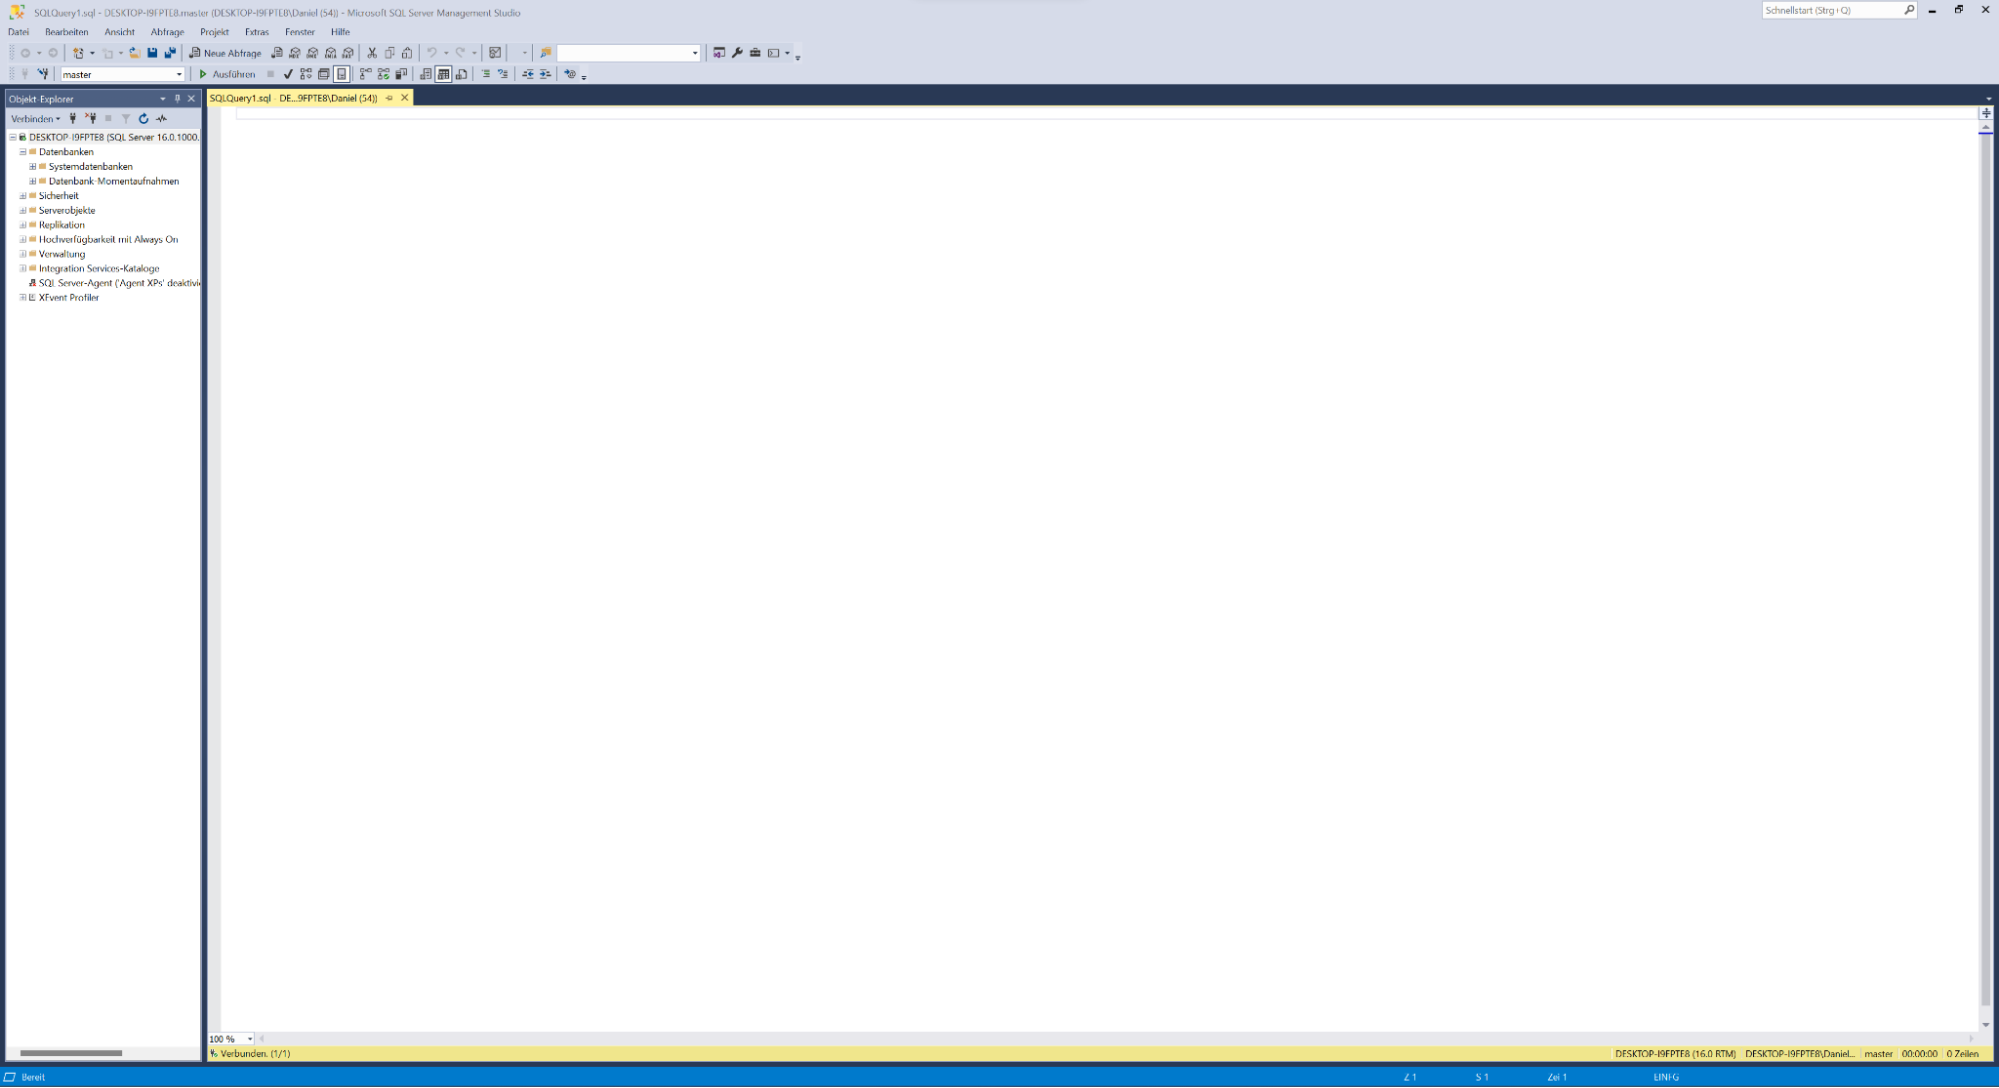 SQLQuery1.sql - DESKTOP-I9FPTE8.master (DESKTOP-I9FPTE8\Daniel (54)) - Microsoft SQL Server Management Studio
Schnellstart (Strg+Q)
Datei Bearbeiten Ansicht Abfrage Projekt Extras Fenster Hilfe
Neue Abfrage
master Ausführen
Objekt-Explorer
SQLQuery1.sql - DE...9FPTE8\Daniel (54))
Verbinden
DESKTOP-I9FPTE8 (SQL Server 16.0.1000.
Datenbanken
Systemdatenbanken
Datenbank-Momentaufnahmen
Sicherheit
Serverobjekte
Replikation
Hochverfügbarkeit mit Always On
Verwaltung
Integration Services-Kataloge
SQL Server-Agent ('Agent XPs' deaktivi
XEvent Profiler
100 %
Verbunden. (1/1) DESKTOP-I9FPTE8 (16.0 RTM) DESKTOP-I9FPTE8\Daniel... master 00:00:00 0 Zeilen
Bereit Z 1 S 1 Zei 1 EINFG